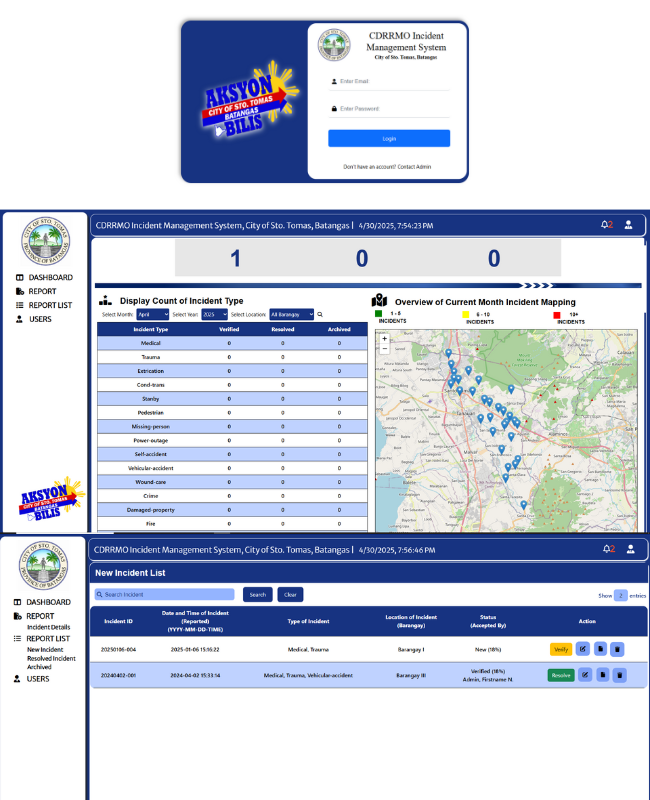 CDRRMO Incident
Management System
City of Sto. Tomas, Batangas
AKSYON
CITY OF STO. TOMAS
BATANGAS
BILIS
Enter Email
Enter Password
Login
Don't have an account? Contact Admin
CITY OF STO. TOMAS
PROVINCE OF BATANGAS
CDRRMO Incident Management System, City of Sto. Tomas, Batangas | 4/30/2025, 7:54:23 PM
2
DASHBOARD
REPORT
REPORT LIST
USERS
1 0 0
Display Count of Incident Type
Select Month: April Select Year: 2025 Select Location: All Barangay
Incident Type Verified Resolved Archived
Medical 0 0 0
Trauma 0 0 0
Extrication 0 0 0
Cond-trans 0 0 0
Stanby 0 0 0
Pedestrian 0 0 0
Missing-person 0 0 0
Power-outage 0 0 0
Self-accident 0 0 0
Vehicular-accident 0 0 0
Wound-care 0 0 0
Crime 0 0 0
Damaged-property 0 0 0
Fire 0 0 0
Overview of Current Month Incident Mapping
1 - 5 INCIDENTS
6 - 10 INCIDENTS
10+ INCIDENTS
+
−
Calauan
Tanauan
Malvar
Alaminos
AKSYON
CITY OF STO. TOMAS
BATANGAS
BILIS
CITY OF STO. TOMAS
PROVINCE OF BATANGAS
CDRRMO Incident Management System, City of Sto. Tomas, Batangas | 4/30/2025, 7:56:46 PM
2
DASHBOARD
REPORT
Incident Details
REPORT LIST
New Incident
Resolved Incident
Archived
USERS
New Incident List
Search Incident Search Clear
Show 2 entries
Incident ID
Date and Time of Incident
(Reported)
(YYYY-MM-DD-TIME)
Type of Incident
Location of Incident
(Barangay)
Status
(Accepted By)
Action
20250106-004 2025-01-06 15:16:22 Medical, Trauma Barangay I New (18%) Verify
20240402-001 2024-04-02 15:33:14 Medical, Trauma, Vehicular-accident Barangay III Verified (16%)
Admin, Firstname N.
Resolve